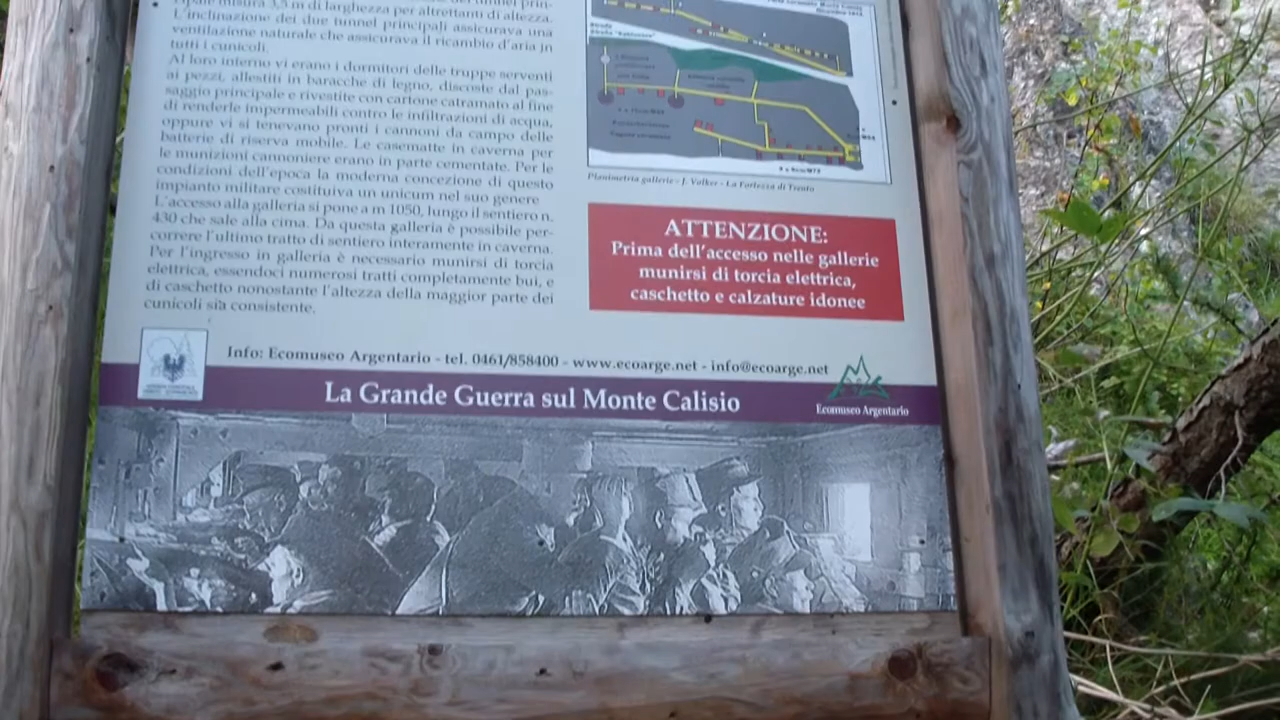 cipale misura 3,5 m di larghezza per altrettanti di altezza.
L'inclinazione dei due tunnel principali assicurava una
ventilazione naturale che assicurava il ricambio d'aria in
tutti i cunicoli.
Al loro interno vi erano i dormitori delle truppe serventi
ai pezzi, allestiti in baracche di legno, discoste dal pas-
saggio principale e rivestite con cartone catramato al fine
di renderle impermeabili contro le infiltrazioni di acqua,
oppure vi si tenevano pronti i cannoni da campo delle
batterie di riserva mobile. Le casematte in caverna per
le munizioni cannoniere erano in parte cementate. Per le
condizioni dell'epoca la moderna concezione di questo
impianto militare costituiva un unicum nel suo genere
L'accesso alla galleria si pone a m 1050, lungo il sentiero n.
430 che sale alla cima. Da questa galleria è possibile per-
correre l'ultimo tratto di sentiero interamente in caverna.
Per l'ingresso in galleria è necessario munirsi di torcia
elettrica, essendoci numerosi tratti completamente bui, e
di caschetto nonostante l'altezza della maggior parte dei
cunicoli sia consistente.
Planimetria gallerie - J. Volker - La Fortezza di Trento
ATTENZIONE:
Prima dell'accesso nelle gallerie
munirsi di torcia elettrica,
caschetto e calzature idonee
Info: Ecomuseo Argentario - tel. 0461/858400 - www.ecoarge.net - info@ecoarge.net
La Grande Guerra sul Monte Calisio
Ecomuseo Argentario